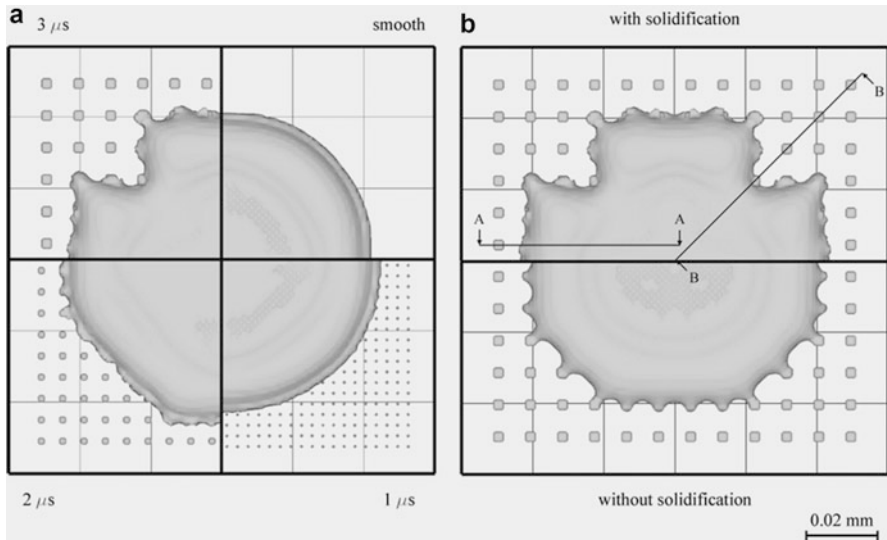 a
3 μs
smooth
b
with solidification
B
A
A
B
2 μs
1 μs
without solidification
0.02 mm